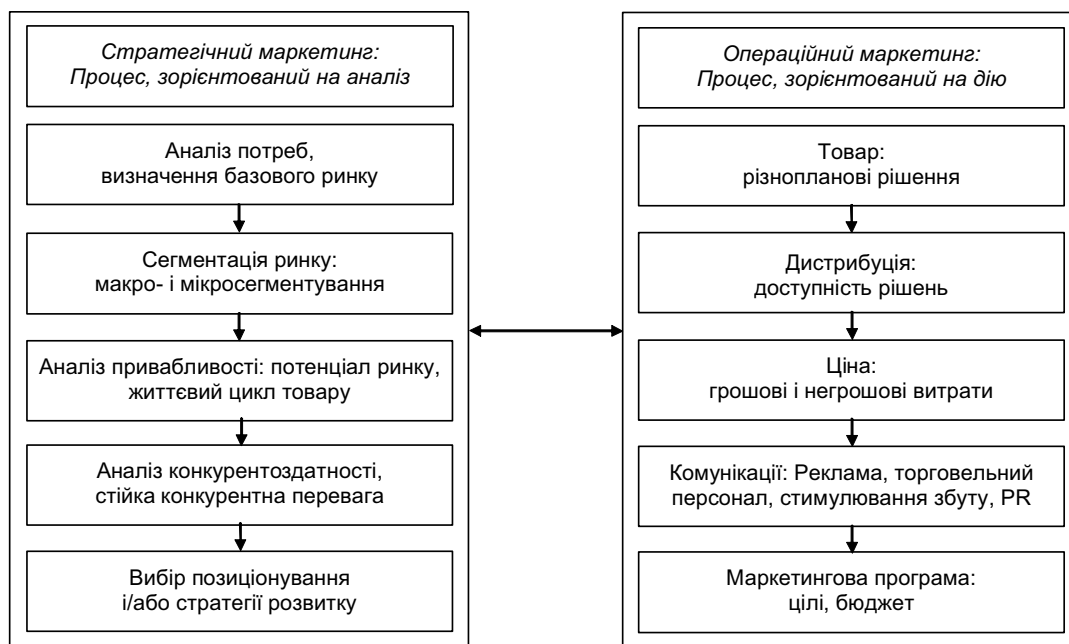 Стратегічний маркетинг:
Процес, зорієнтований на аналіз
Аналіз потреб,
визначення базового ринку
Сегментація ринку:
макро- і мікросегментування
Аналіз привабливості: потенціал ринку,
життєвий цикл товару
Аналіз конкурентоздатності,
стійка конкурентна перевага
Вибір позиціонування
і/або стратегії розвитку
Операційний маркетинг:
Процес, зорієнтований на дію
Товар:
різнопланові рішення
Дистрибуція:
доступність рішень
Ціна:
грошові і негрошові витрати
Комунікації: Реклама, торговельний
персонал, стимулювання збуту, PR
Маркетингова програма:
цілі, бюджет